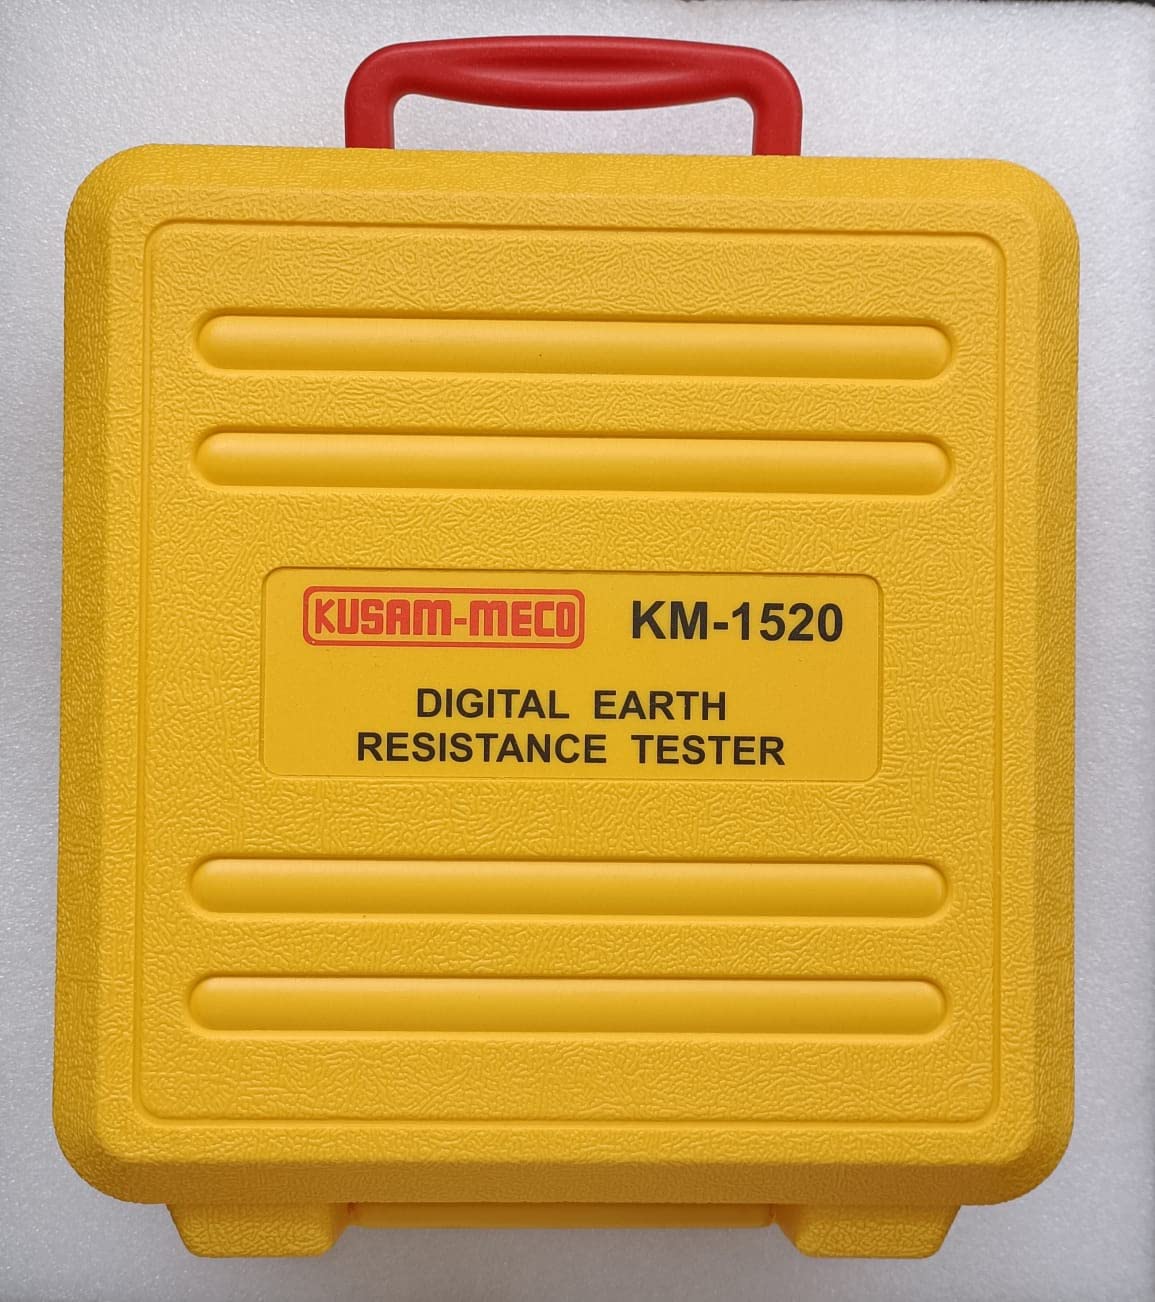 KUSAM-MECO KM-1520
DIGITAL EARTH
RESISTANCE TESTER